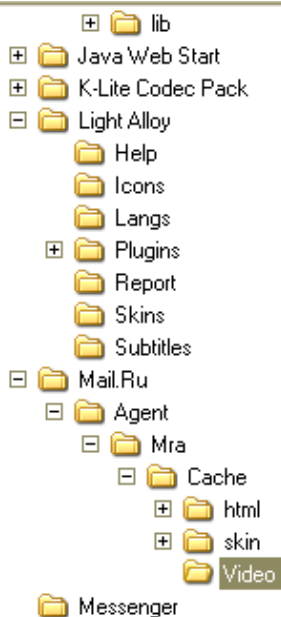 lib
Java Web Start
K-Lite Codec Pack
Light Alloy
Help
Icons
Langs
Plugins
Report
Skins
Subtitles
Mail.Ru
Agent
Mra
Cache
html
skin
Video
Messenger